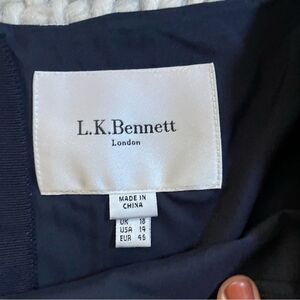 L.K.Bennett
London
MADE IN
CHINA
UK 18
USA 14
EUR 46